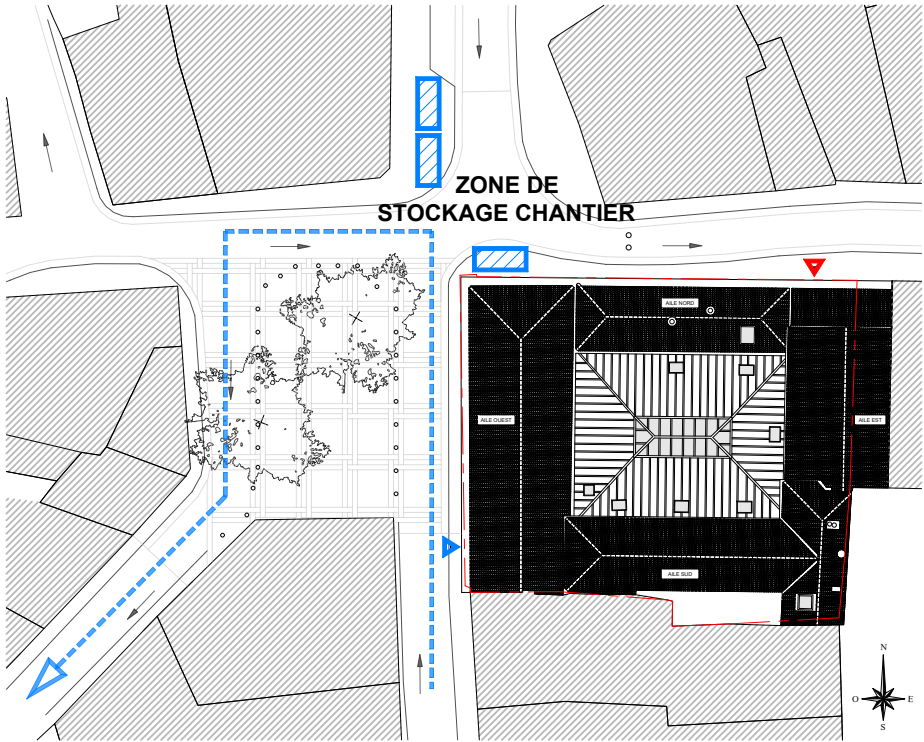 ZONE DE
STOCKAGE CHANTIER
AILE NORD
AILE OUEST
AILE EST
AILE SUD
N
O
E
S